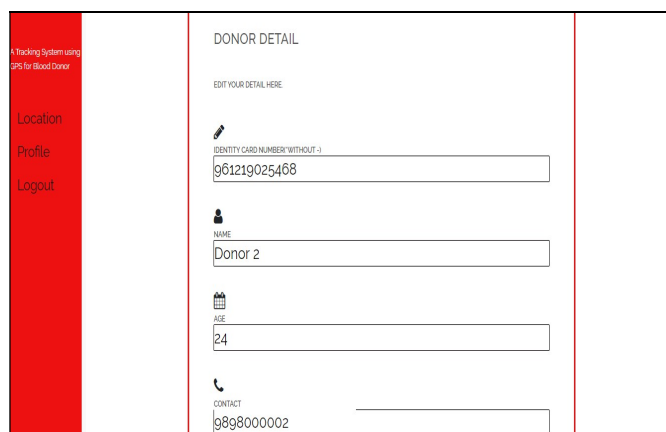 A Tracking System using
GPS for Blood Donor
Location
Profile
Logout
DONOR DETAIL
EDIT YOUR DETAIL HERE.
IDENTITY CARD NUMBER*WITHOUT -)
961219025468
NAME
Donor 2
AGE
24
CONTACT
9898000002